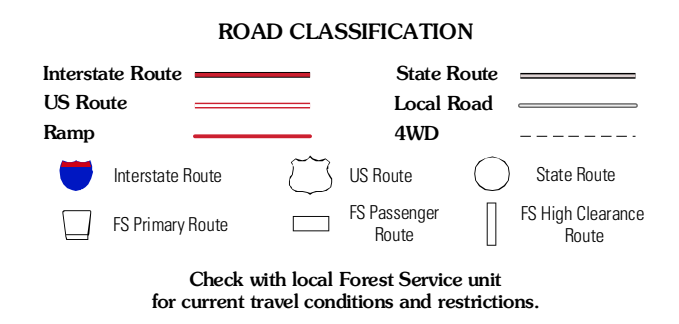 ROAD CLASSIFICATION
Interstate Route
State Route
US Route
Local Road
Ramp
4WD
Interstate Route
US Route
State Route
FS Primary Route
FS Passenger
Route
FS High Clearance
Route
Check with local Forest Service unit
for current travel conditions and restrictions.